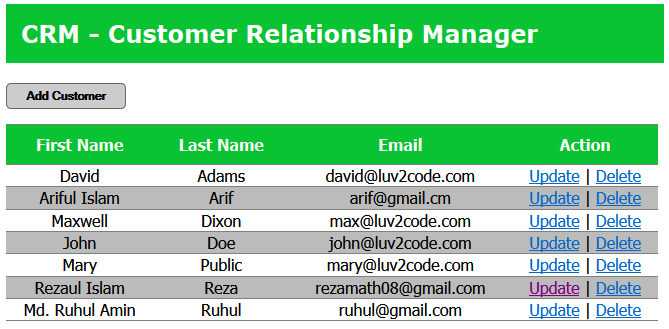 CRM - Customer Relationship Manager
Add Customer
First Name Last Name Email Action
David Adams david@luv2code.com Update | Delete
Ariful Islam Arif arif@gmail.cm Update | Delete
Maxwell Dixon max@luv2code.com Update | Delete
John Doe john@luv2code.com Update | Delete
Mary Public mary@luv2code.com Update | Delete
Rezaul Islam Reza rezamath08@gmail.com Update | Delete
Md. Ruhul Amin Ruhul ruhul@gmail.com Update | Delete